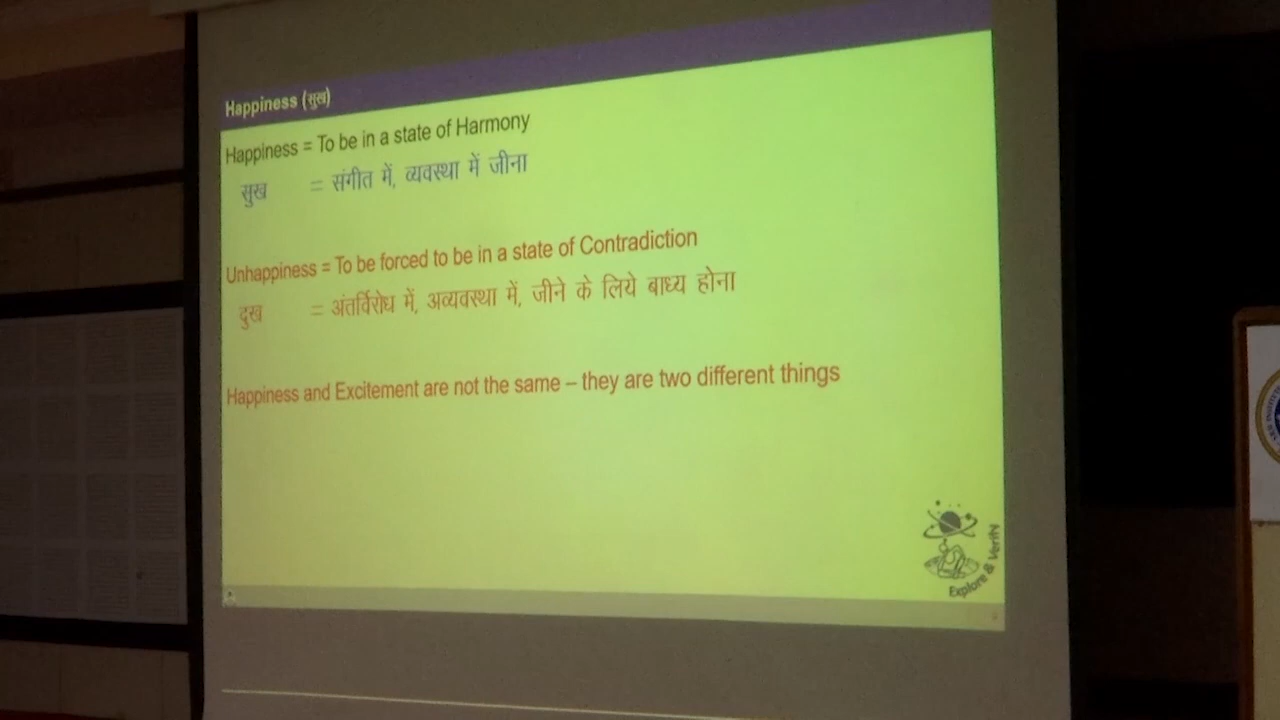 Happiness (सुख)
Happiness = To be in a state of Harmony
सुख = संगीत में, व्यवस्था में जीना
Unhappiness = To be forced to be in a state of Contradiction
दुख = अंतर्विरोध में, अव्यवस्था में, जीने के लिये बाध्य होना
Happiness and Excitement are not the same – they are two different things
Explore & Verify